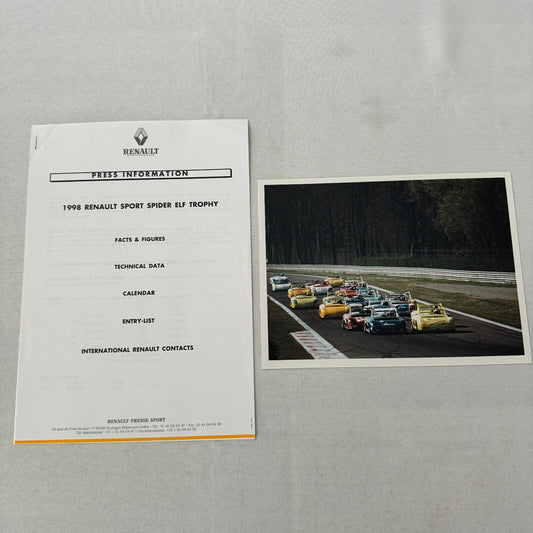 RENAULT
PRESS INFORMATION
1998 RENAULT SPORT SPIDER ELF TROPHY
FACTS & FIGURES
TECHNICAL DATA
CALENDAR
ENTRY-LIST
INTERNATIONAL RENAULT CONTACTS
RENAULT PRESSE SPORT